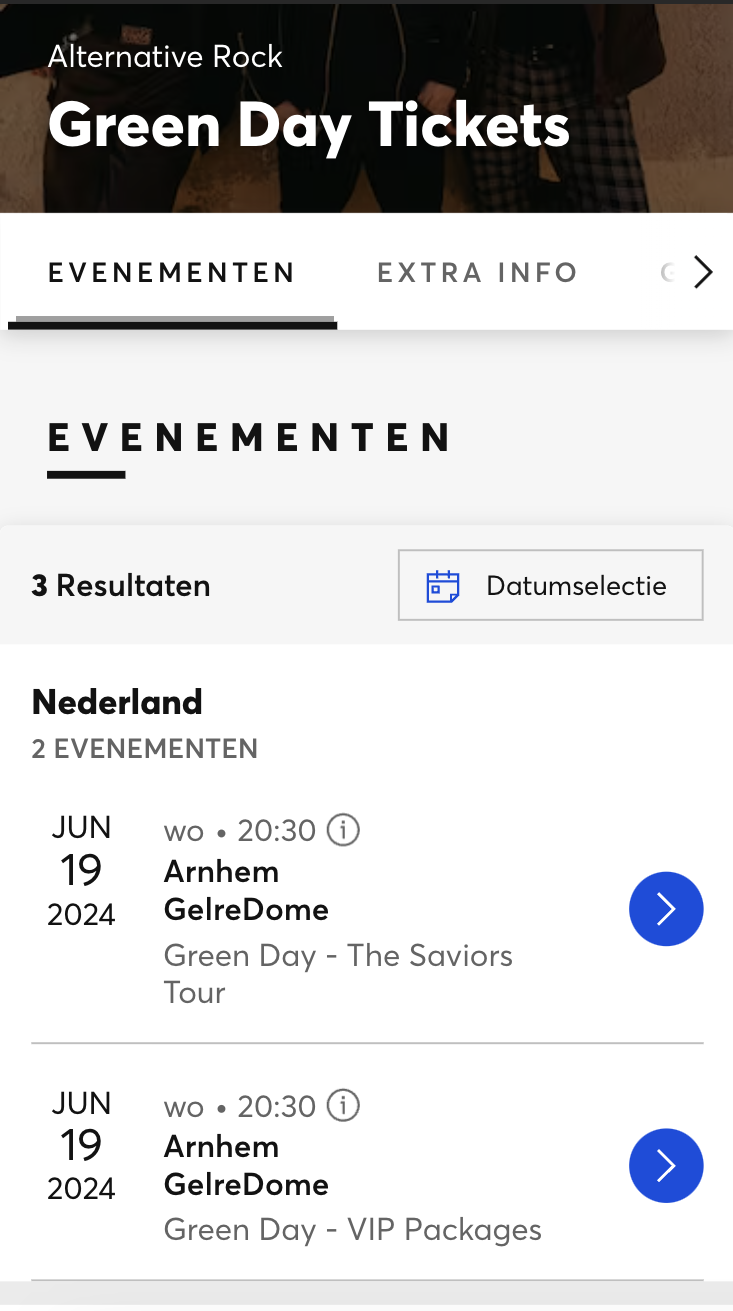 Alternative Rock
Green Day Tickets
EVENEMENTEN
EXTRA INFO
EVENEMENTEN
3 Resultaten
Datumselectie
Nederland
2 EVENEMENTEN
JUN
19
2024
wo • 20:30
Arnhem
GelreDome
Green Day - The Saviors
Tour
JUN
19
2024
wo • 20:30
Arnhem
GelreDome
Green Day - VIP Packages